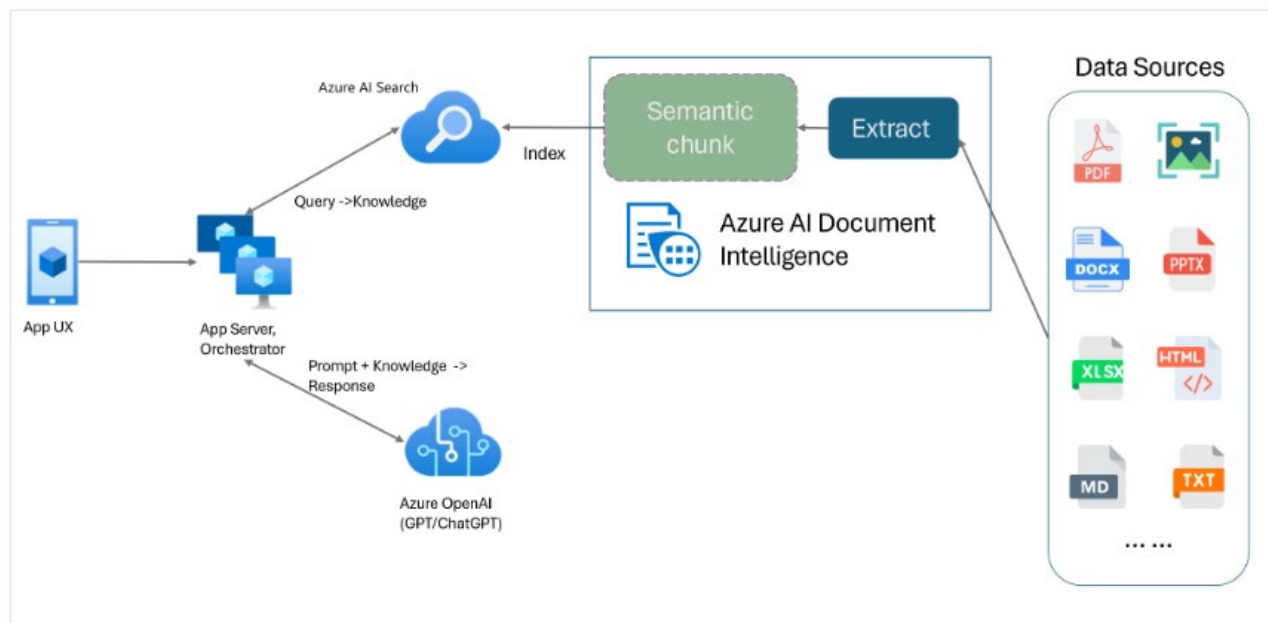 Data Sources
Azure AI Search
Semantic
chunk
Extract
Index
PDF
Query ->Knowledge
Azure AI Document
Intelligence
DOCX
PPTX
App UX
App Server,
Orchestrator
Prompt + Knowledge ->
Response
XLSX
HTML
</>
MD
TXT
Azure OpenAI
(GPT/ChatGPT)
... ...